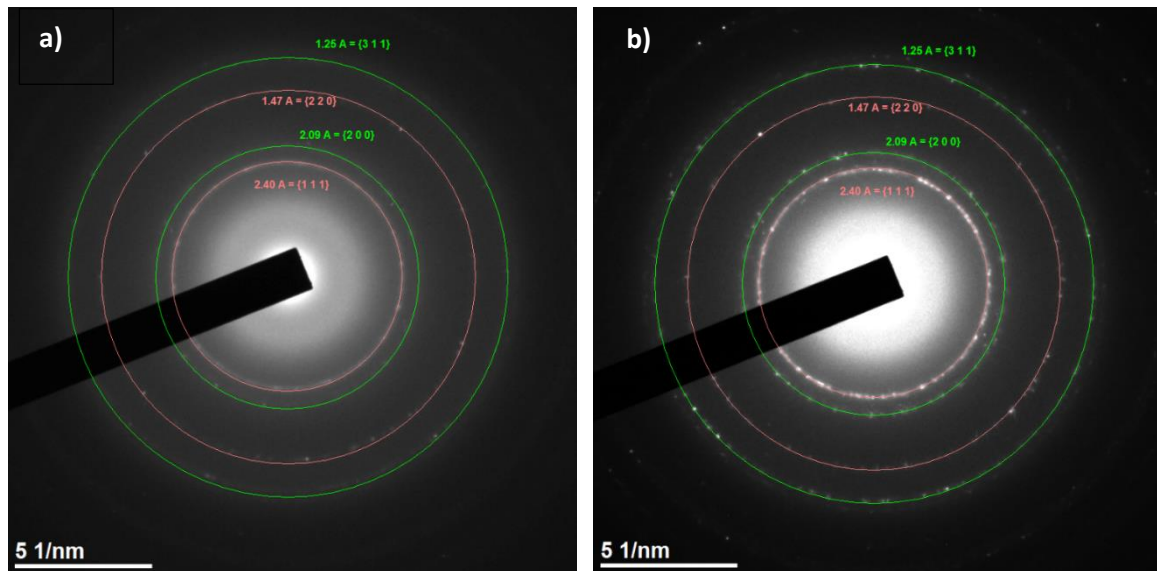 a)
1.25 A = {3 1 1}
1.47 A = {2 2 0}
2.09 A = {2 0 0}
2.40 A = {1 1 1}
5 1/nm
b)
1.25 A = {3 1 1}
1.47 A = {2 2 0}
2.09 A = {2 0 0}
2.40 A = {1 1 1}
5 1/nm